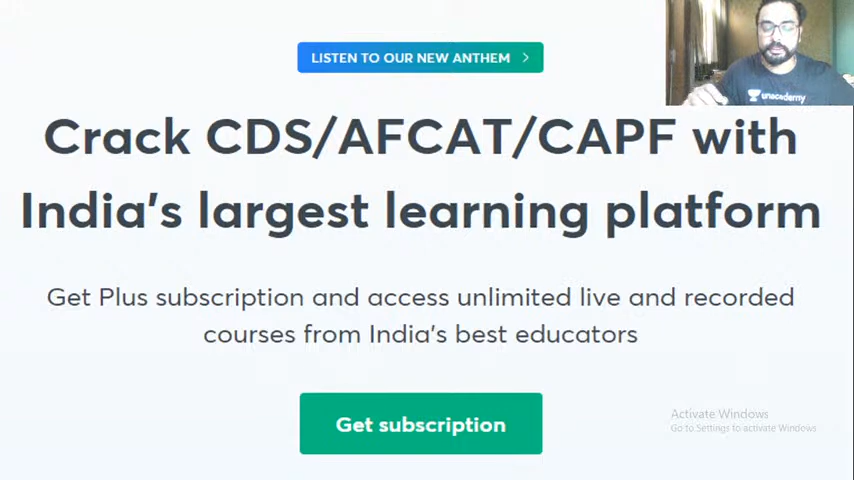 LISTEN TO OUR NEW ANTHEM >
unacademy
Crack CDS/AFCAT/CAPF with
India's largest learning platform
Get Plus subscription and access unlimited live and recorded
courses from India's best educators
Get subscription
Activate Windows
Go to Settings to activate Windows